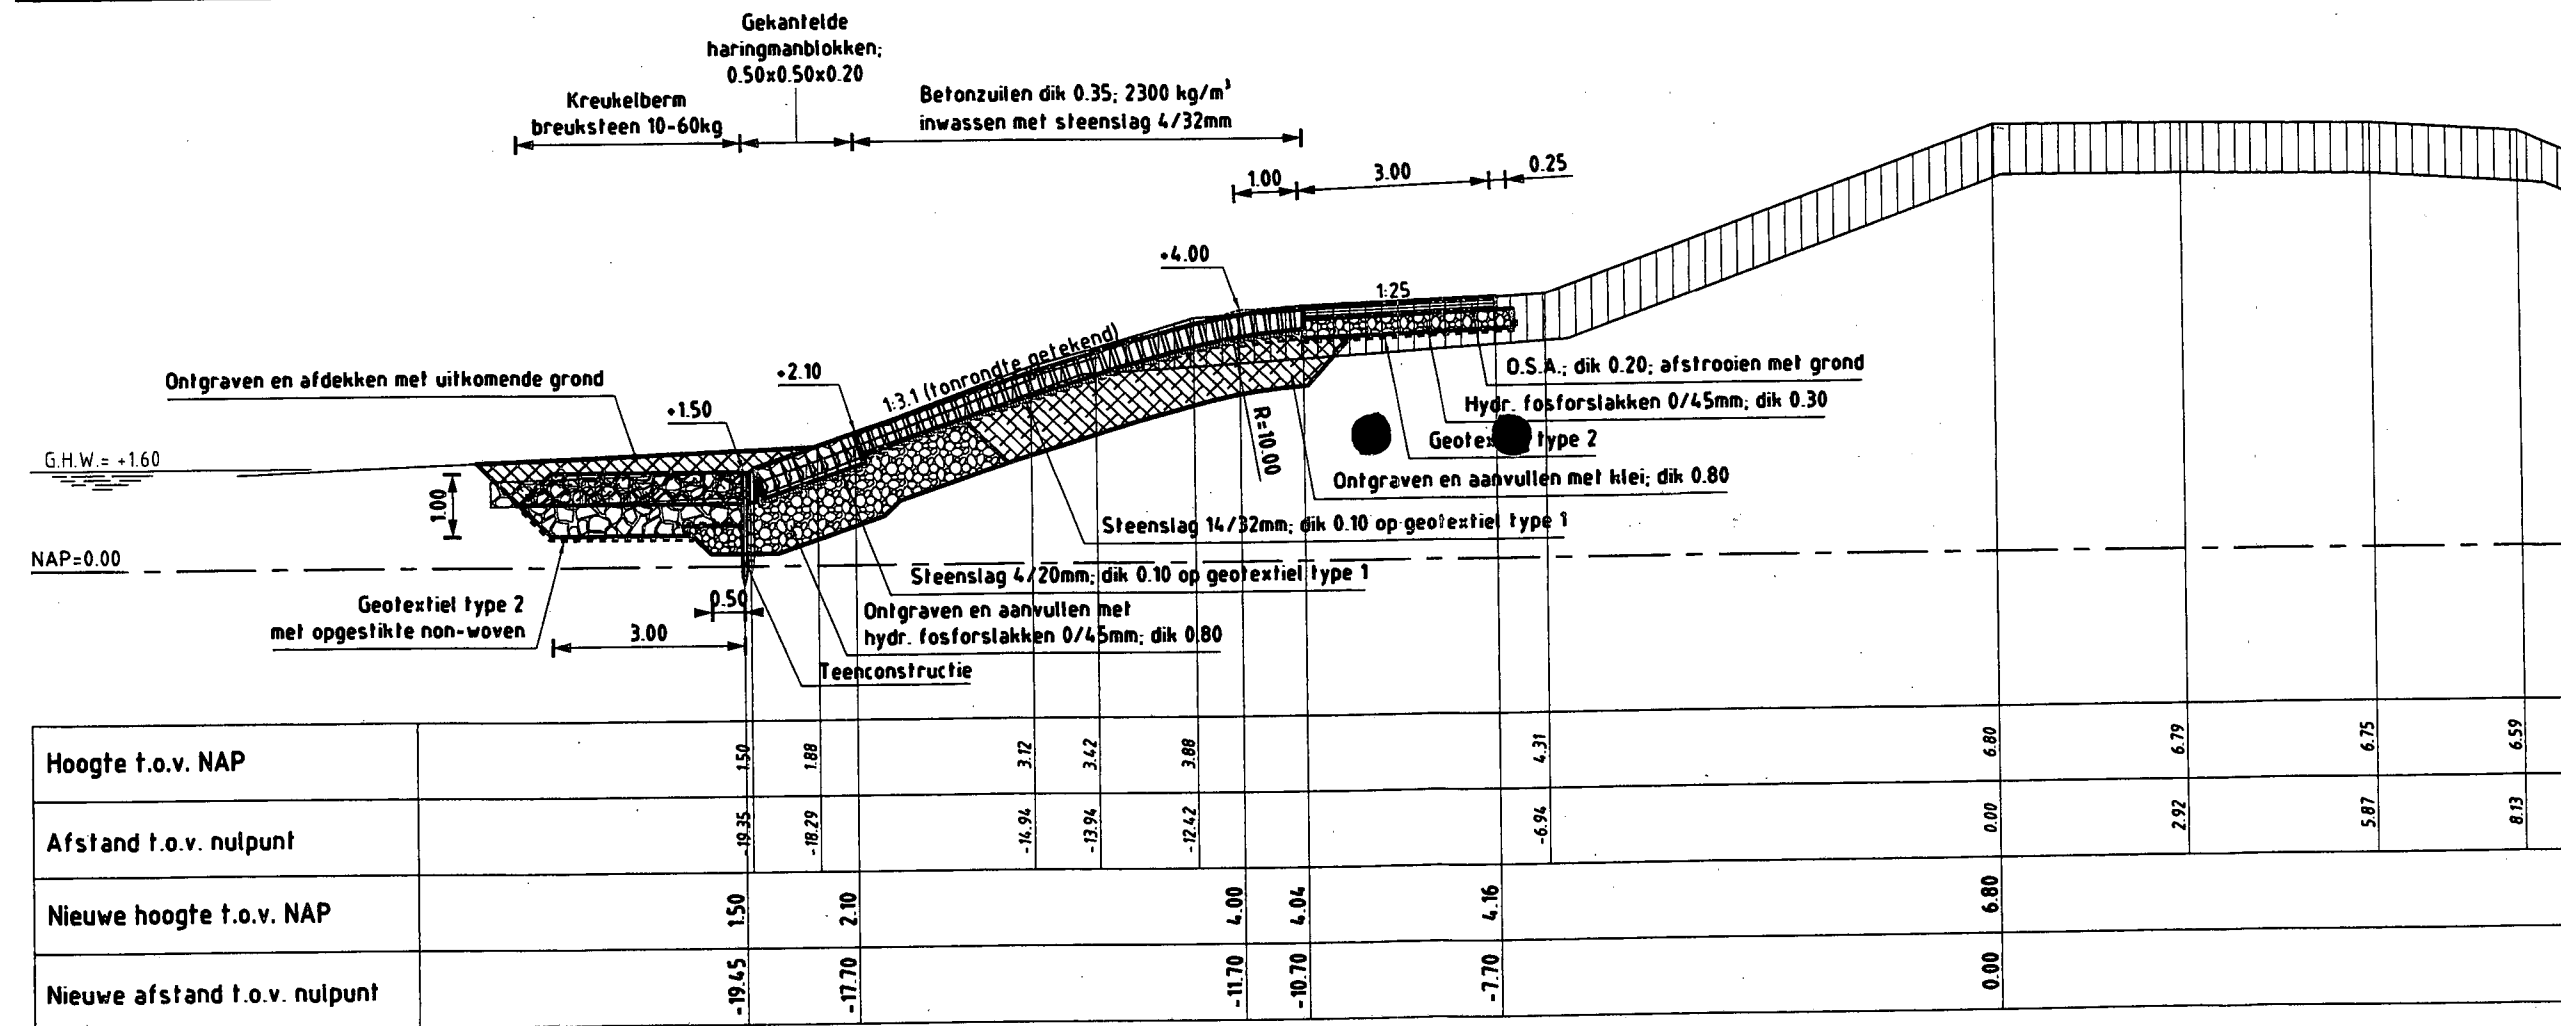 Gekantelde
haringmanblokken;
0.50x0.50x0.20
Kreukelberm
breuksteen 10-60kg
Betonzuilen dik 0.35; 2300 kg/m³
inwassen met steenslag 4/32mm
1.00
3.00
0.25
+4.00
1:25
1:3.1 (tonrondte getekend)
+2.10
+1.50
Ontgraven en afdekken met uitkomende grond
O.S.A.; dik 0.20; afstrooien met grond
Hydr. fosforslakken 0/45mm; dik 0.30
Geotextiel type 2
R=10.00
Ontgraven en aanvullen met klei; dik 0.80
G.H.W.= +1.60
1.00
Steenslag 14/32mm; dik 0.10 op geotextiel type 1
NAP=0.00
Steenslag 4/20mm; dik 0.10 op geotextiel type 1
Geotextiel type 2
met opgestikte non-woven
0.50
3.00
Ontgraven en aanvullen met
hydr. fosforslakken 0/45mm; dik 0.80
Teenconstructie
Hoogte t.o.v. NAP 1.50 1.88 3.12 3.42 3.88 4.31 6.80 6.79 6.75 6.59
Afstand t.o.v. nulpunt -19.35 -18.29 -14.94 -13.94 -12.42 -6.94 0.00 2.92 5.87 8.13
Nieuwe hoogte t.o.v. NAP 1.50 2.10 4.00 4.04 4.16 6.80
Nieuwe afstand t.o.v. nulpunt -19.45 -17.70 -11.70 -10.70 -7.70 0.00